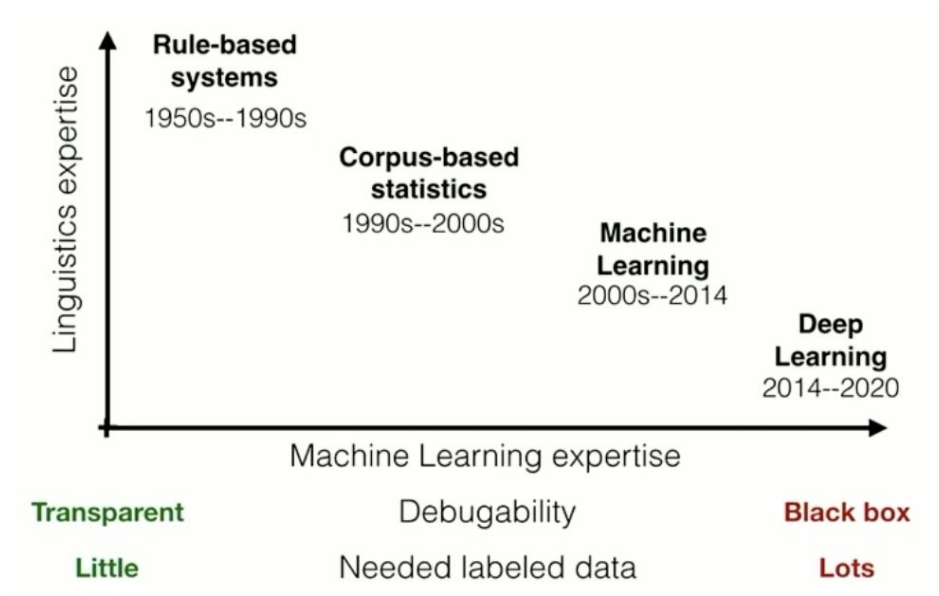 Rule-based
systems
1950s--1990s
Linguistics expertise
Corpus-based
statistics
1990s--2000s
Machine
Learning
2000s--2014
Deep
Learning
2014--2020
Machine Learning expertise
Transparent Debugability Black box
Little Needed labeled data Lots